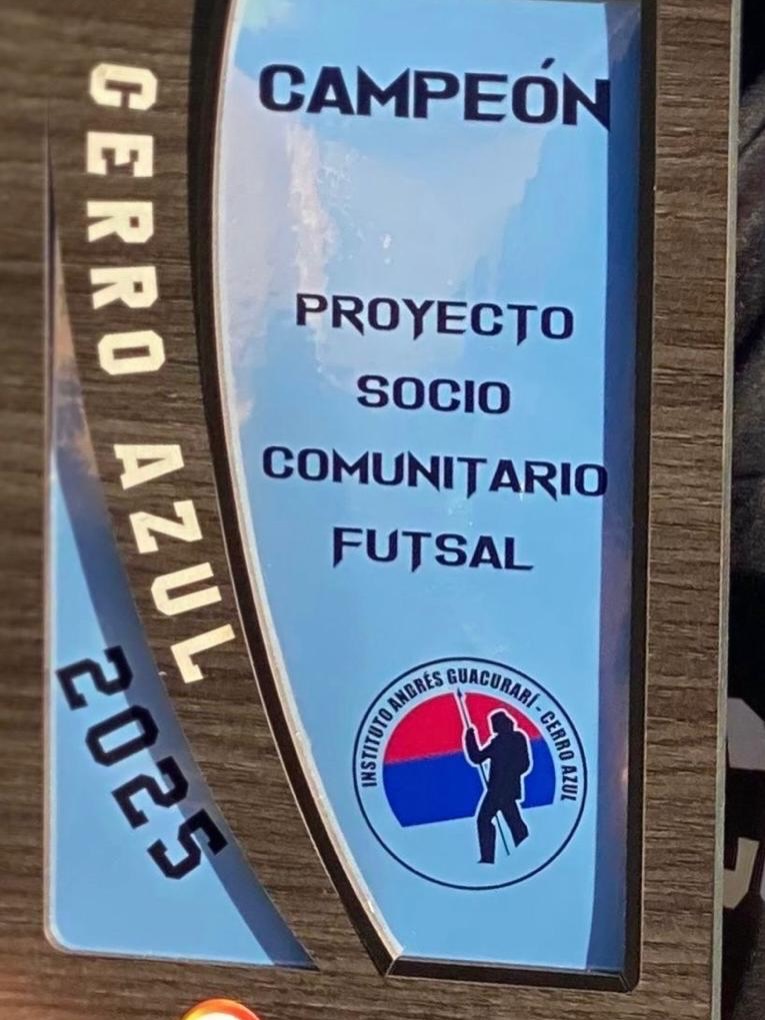 CAMPEÓN
PROYECTO
SOCIO
COMUNITARIO
FUTSAL
INSTITUTO ANDRÉS GUACURARÍ - CERRO AZUL
CERRO AZUL
2025